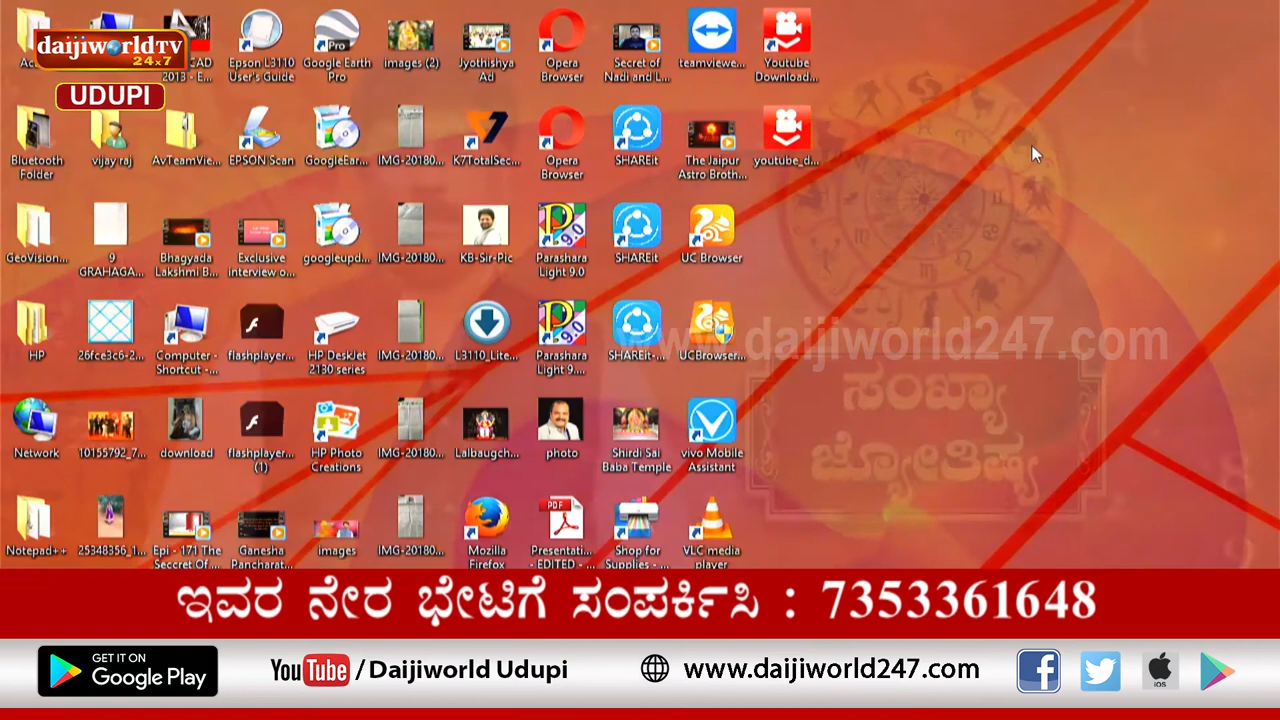 daijiworldTV
24x7
UDUPI
2013 - E...
Epson L3110
User's Guide
Google Earth
Pro
images (2)
Jyothishya
Ad
Opera
Browser
Secret of
Nadi and L...
teamviewe...
Youtube
Download...
Bluetooth
Folder
vijay raj
AvTeamVie...
EPSON Scan
GoogleEar...
IMG-20180...
K7TotalSec...
Opera
Browser
SHAREit
The Jaipur
Astro Broth...
youtube_d...
GeoVision...
9
GRAHAGA...
Bhagyada
Lakshmi B...
Exclusive
interview o...
googleupd...
IMG-20180...
KB-Sir-Pic
Parashara
Light 9.0
SHAREit
UC Browser
HP
26fce3c6-2...
Computer -
Shortcut -...
flashplayer...
HP DeskJet
2130 series
IMG-20180...
L3110_Lite...
Parashara
Light 9....
SHAREit-...
UCBrowser...
www.daijiworld247.com
ಸಂಖ್ಯಾ
ಜ್ಯೋತಿಷ್ಯ
Network
10155792_7...
download
flashplayer...
(1)
HP Photo
Creations
IMG-20180...
Lalbaugch...
photo
Shirdi Sai
Baba Temple
vivo Mobile
Assistant
Notepad++
25348356_1...
Epi - 171 The
Seccret Of...
Ganesha
Pancharat...
images
IMG-20180...
Mozilla
Firefox
PDF
Presentati...
- EDITED - ...
Shop for
Supplies - ...
VLC media
player
ಇವರ ನೇರ ಭೇಟಿಗೆ ಸಂಪರ್ಕಿಸಿ : 7353361648
GET IT ON
Google Play
YouTube / Daijiworld Udupi
www.daijiworld247.com
iOS